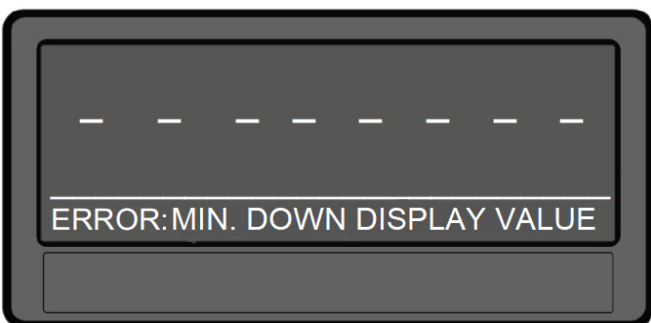 – – – – – – – –
ERROR: MIN. DOWN DISPLAY VALUE